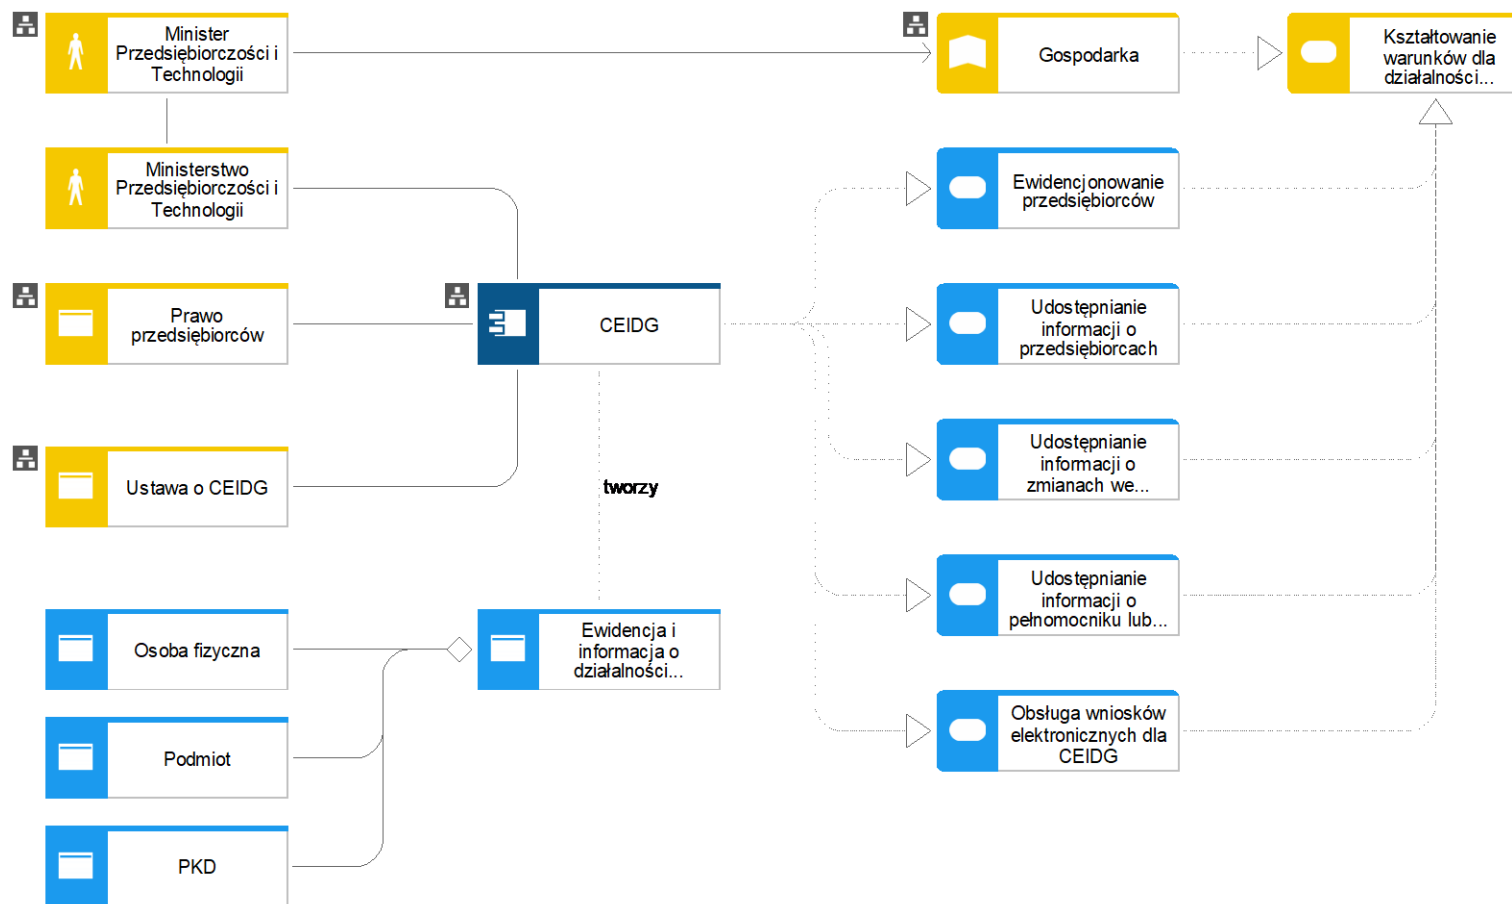 Minister
Przedsiębiorczości i
Technologii
Gospodarka
Kształtowanie
warunków dla
działalności...
Ministerstwo
Przedsiębiorczości i
Technologii
Ewidencjonowanie
przedsiębiorców
Prawo
przedsiębiorców
CEIDG
Udostępnianie
informacji o
przedsiębiorcach
Ustawa o CEIDG
tworzy
Udostępnianie
informacji o
zmianach we...
Osoba fizyczna
Ewidencja i
informacja o
działalności...
Udostępnianie
informacji o
pełnomocniku lub...
Podmiot
Obsługa wniosków
elektronicznych dla
CEIDG
PKD